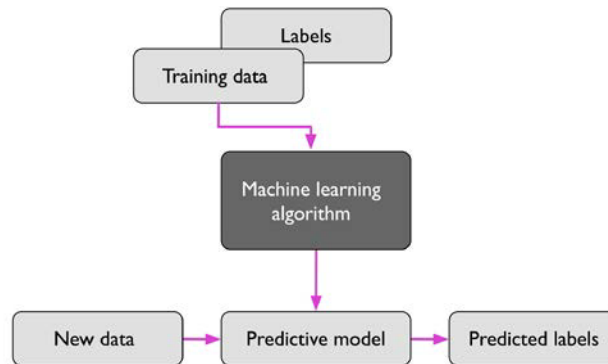 Labels
Training data
Machine learning
algorithm
New data
Predictive model
Predicted labels